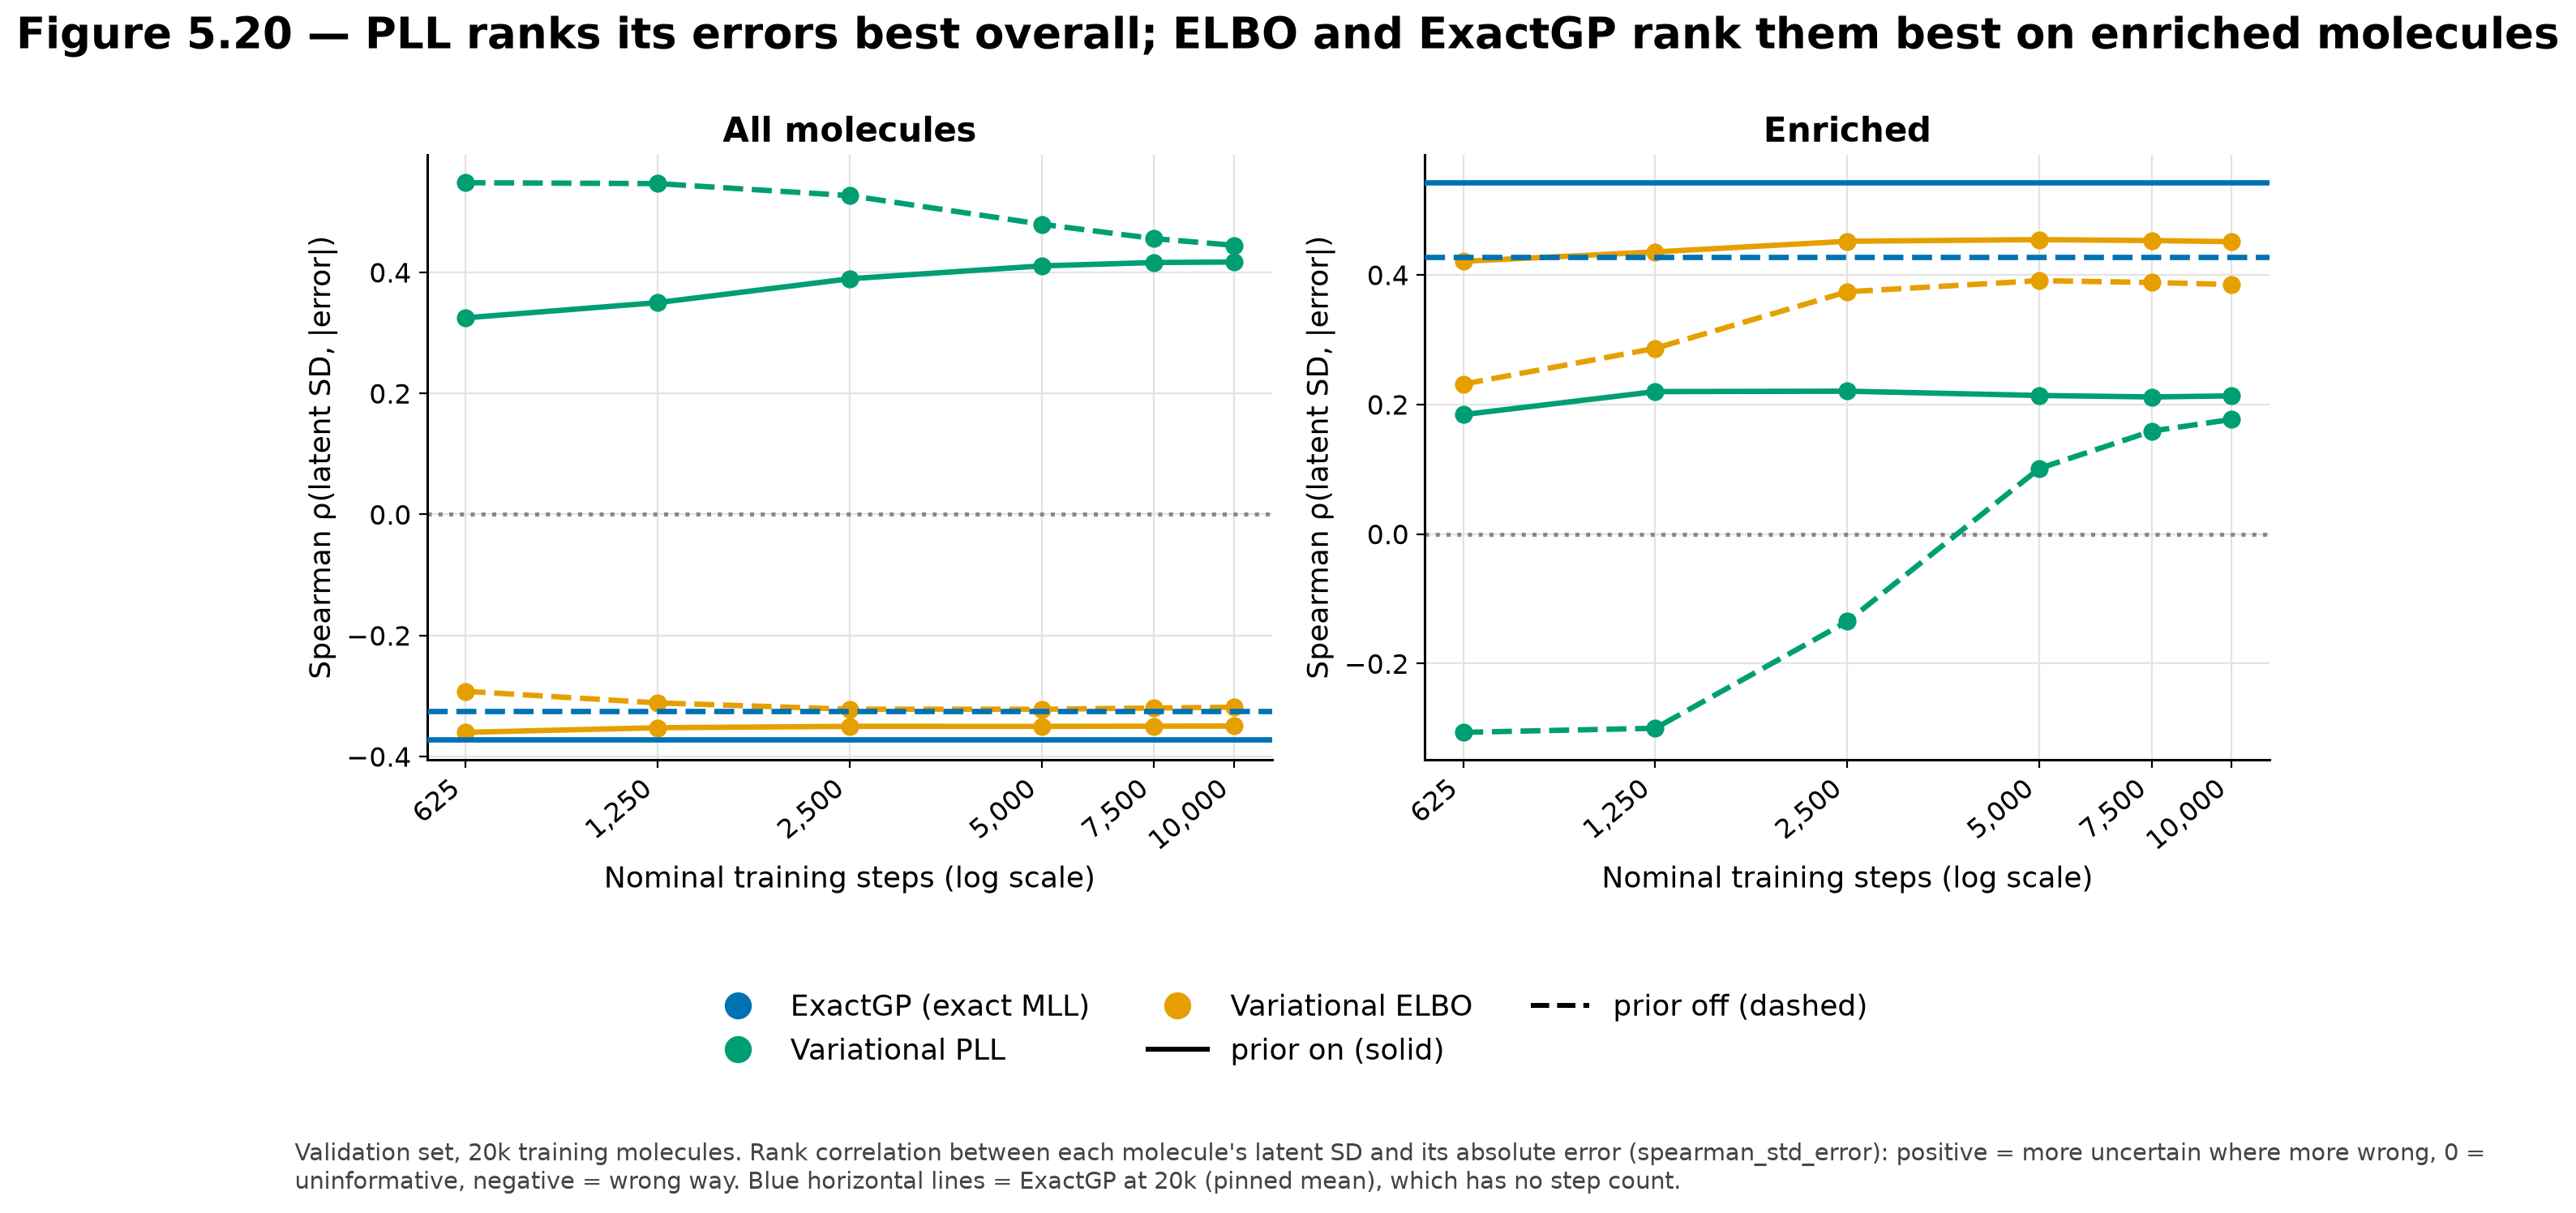 Figure 5.20 — PLL ranks its errors best overall; ELBO and ExactGP rank them best on enriched molecules
All molecules
Spearman ρ(latent SD, |error|)
0.4
0.2
0.0
−0.2
−0.4
625
1,250
2,500
5,000
7,500
10,000
Nominal training steps (log scale)
Enriched
Spearman ρ(latent SD, |error|)
0.4
0.2
0.0
−0.2
625
1,250
2,500
5,000
7,500
10,000
Nominal training steps (log scale)
ExactGP (exact MLL)
Variational PLL
Variational ELBO
prior on (solid)
prior off (dashed)
Validation set, 20k training molecules. Rank correlation between each molecule's latent SD and its absolute error (spearman_std_error): positive = more uncertain where more wrong, 0 =
uninformative, negative = wrong way. Blue horizontal lines = ExactGP at 20k (pinned mean), which has no step count.